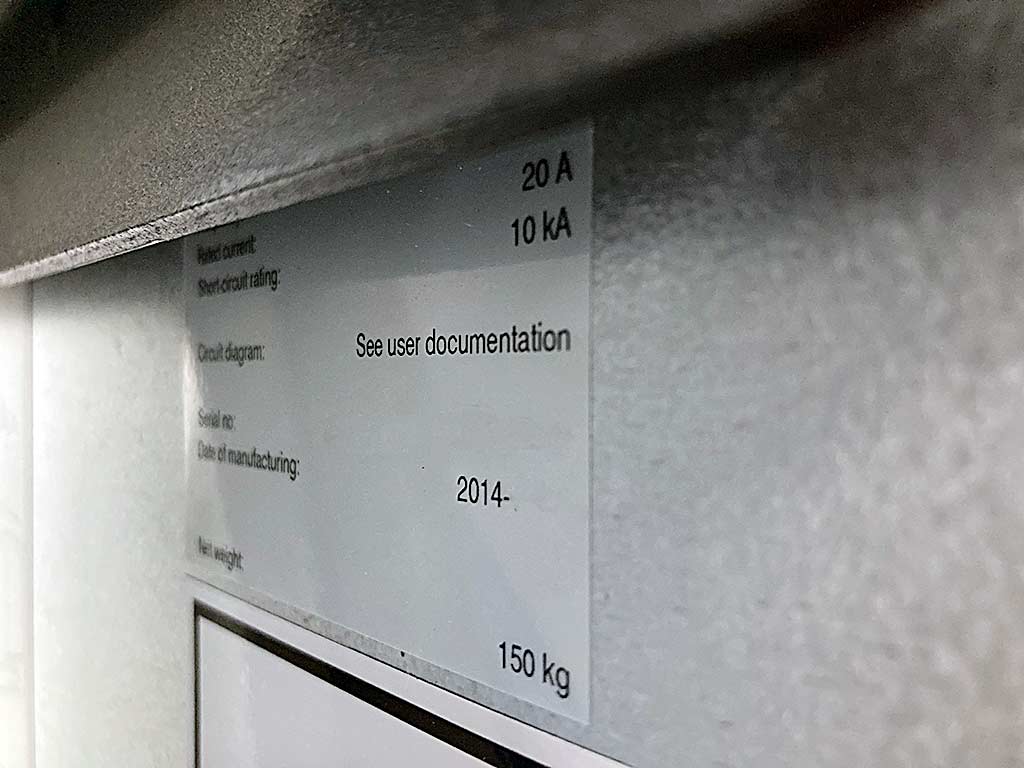 Rated current: 20 A
Short-circuit rating: 10 kA
Circuit diagram: See user documentation
Serial no:
Date of manufacturing: 2014-
Net weight: 150 kg